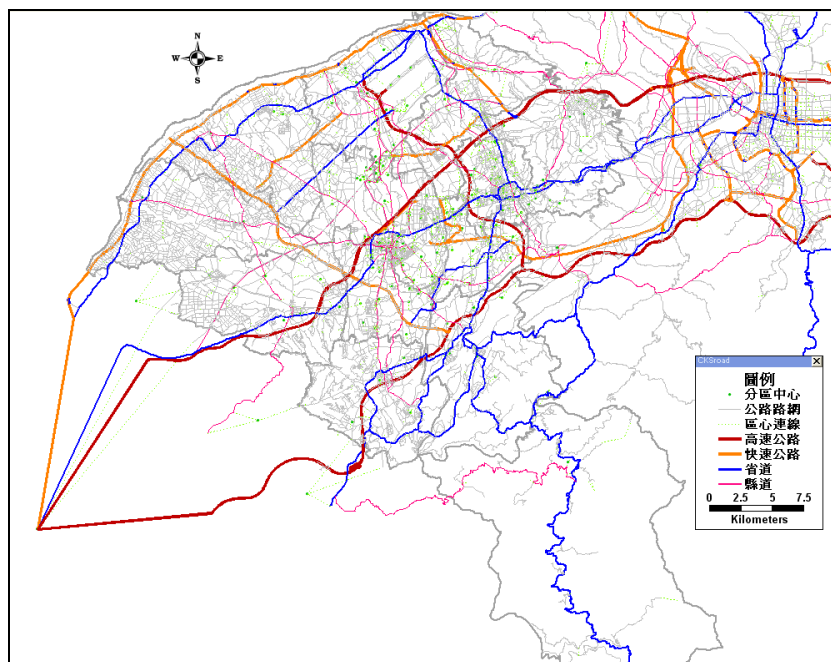 N
W E
S
CKSroad
圖例
分區中心
公路路網
區心連線
高速公路
快速公路
省道
縣道
0 2.5 5 7.5
Kilometers